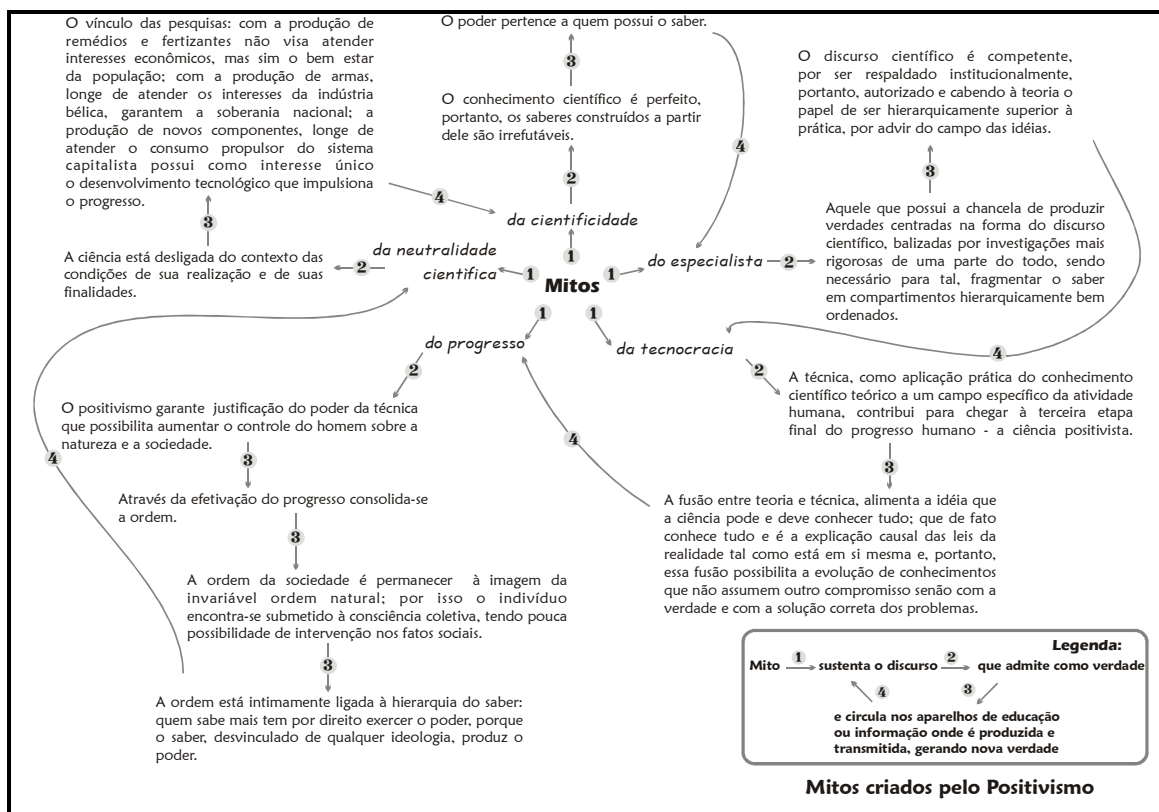 O vínculo das pesquisas: com a produção de
remédios e fertizantes não visa atender
interesses econômicos, mas sim o bem estar
da população; com a produção de armas,
longe de atender os interesses da indústria
bélica, garantem a soberania nacional; a
produção de novos componentes, longe de
atender o consumo propulsor do sistema
capitalista possui como interesse único
o desenvolvimento tecnológico que impulsiona
o progresso.
3
4
A ciência está desligada do contexto das
condições de sua realização e de suas
finalidades.
2
da neutralidade
científica
1
O poder pertence a quem possui o saber.
3
O conhecimento científico é perfeito,
portanto, os saberes construídos a partir
dele são irrefutáveis.
2
4
da cientificidade
1
Mitos
1
do especialista
2
O discurso científico é competente,
por ser respaldado institucionalmente,
portanto, autorizado e cabendo à teoria o
papel de ser hierarquicamente superior à
prática, por advir do campo das idéias.
3
Aquele que possui a chancela de produzir
verdades centradas na forma do discurso
científico, balizadas por investigações mais
rigorosas de uma parte do todo, sendo
necessário para tal, fragmentar o saber
em compartimentos hierarquicamente bem
ordenados.
4
1
1
do progresso
2
da tecnocracia
2
A técnica, como aplicação prática do conhecimento
científico teórico a um campo específico da atividade
humana, contribui para chegar à terceira etapa
final do progresso humano - a ciência positivista.
3
A fusão entre teoria e técnica, alimenta a idéia que
a ciência pode e deve conhecer tudo; que de fato
conhece tudo e é a explicação causal das leis da
realidade tal como está em si mesma e, portanto,
essa fusão possibilita a evolução de conhecimentos
que não assumem outro compromisso senão com a
verdade e com a solução correta dos problemas.
4
O positivismo garante justificação do poder da técnica
que possibilita aumentar o controle do homem sobre a
natureza e a sociedade.
4
3
Através da efetivação do progresso consolida-se
a ordem.
3
A ordem da sociedade é permanecer à imagem da
invariável ordem natural; por isso o indivíduo
encontra-se submetido à consciência coletiva, tendo pouca
possibilidade de intervenção nos fatos sociais.
3
A ordem está intimamente ligada à hierarquia do saber:
quem sabe mais tem por direito exercer o poder, porque
o saber, desvinculado de qualquer ideologia, produz o
poder.
Legenda:
Mito 1 sustenta o discurso 2 que admite como verdade
4 3
e circula nos aparelhos de educação
ou informação onde é produzida e
transmitida, gerando nova verdade
Mitos criados pelo Positivismo